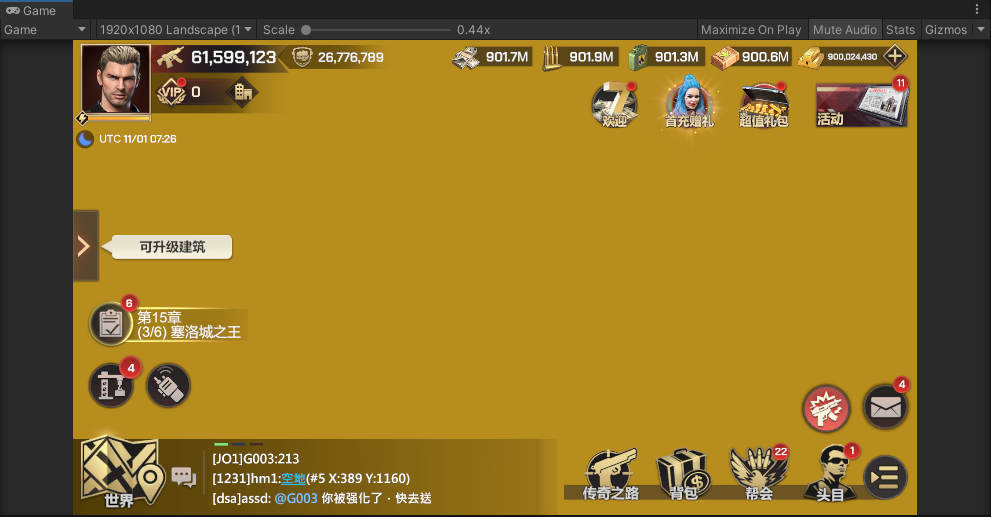 Game
Game
1920x1080 Landscape (1
Scale
0.44x
Maximize On Play
Mute Audio
Stats
Gizmos
61,599,123
26,776,789
901.7M
901.9M
901.3M
900.6M
900,024,430
VIP
0
7
欢迎
首充赠礼
超值礼包
11
活动
UTC 11/01 07:26
可升级建筑
6
第15章
(3/6) 塞洛城之王
4
4
世界
[JO1]G003:213
[1231]hm1:空地(#5 X:389 Y:1160)
[dsa]assd: @G003 你被强化了，快去送
传奇之路
背包
22
帮会
1
头目